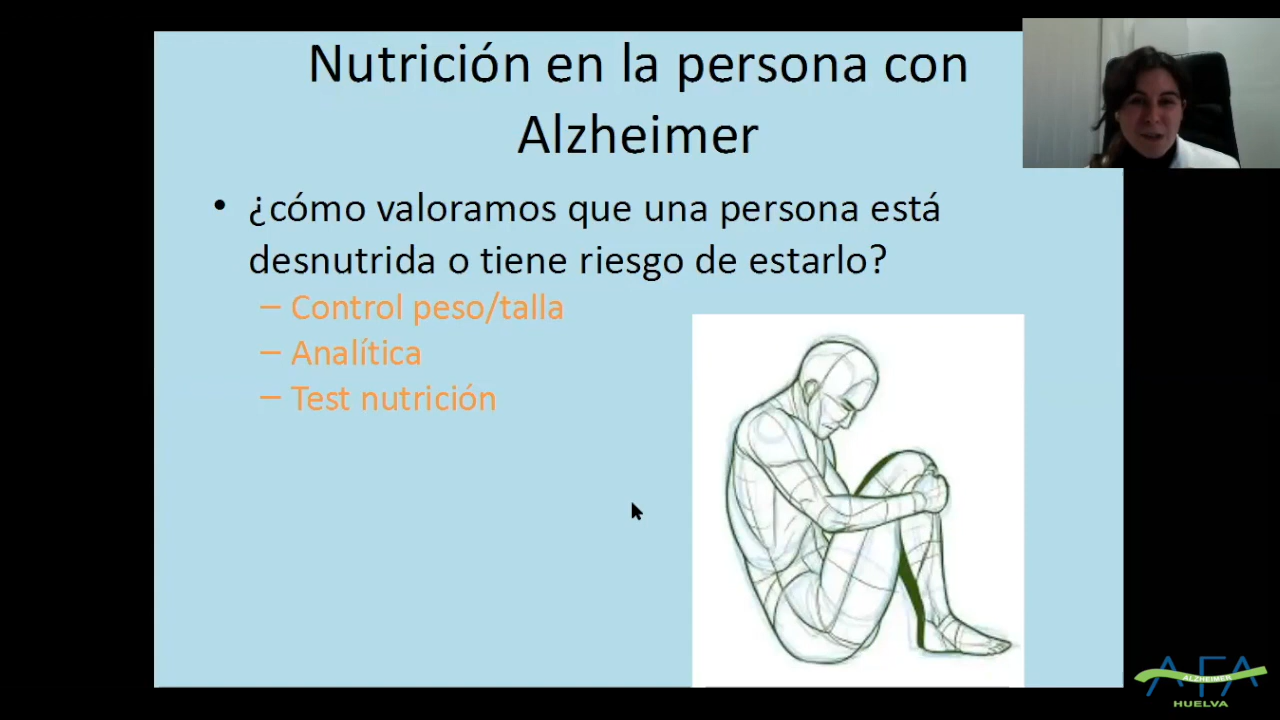 Nutrición en la persona con
Alzheimer
• ¿cómo valoramos que una persona está
desnutrida o tiene riesgo de estarlo?
– Control peso/talla
– Analítica
– Test nutrición
AFA
ALZHEIMER
HUELVA